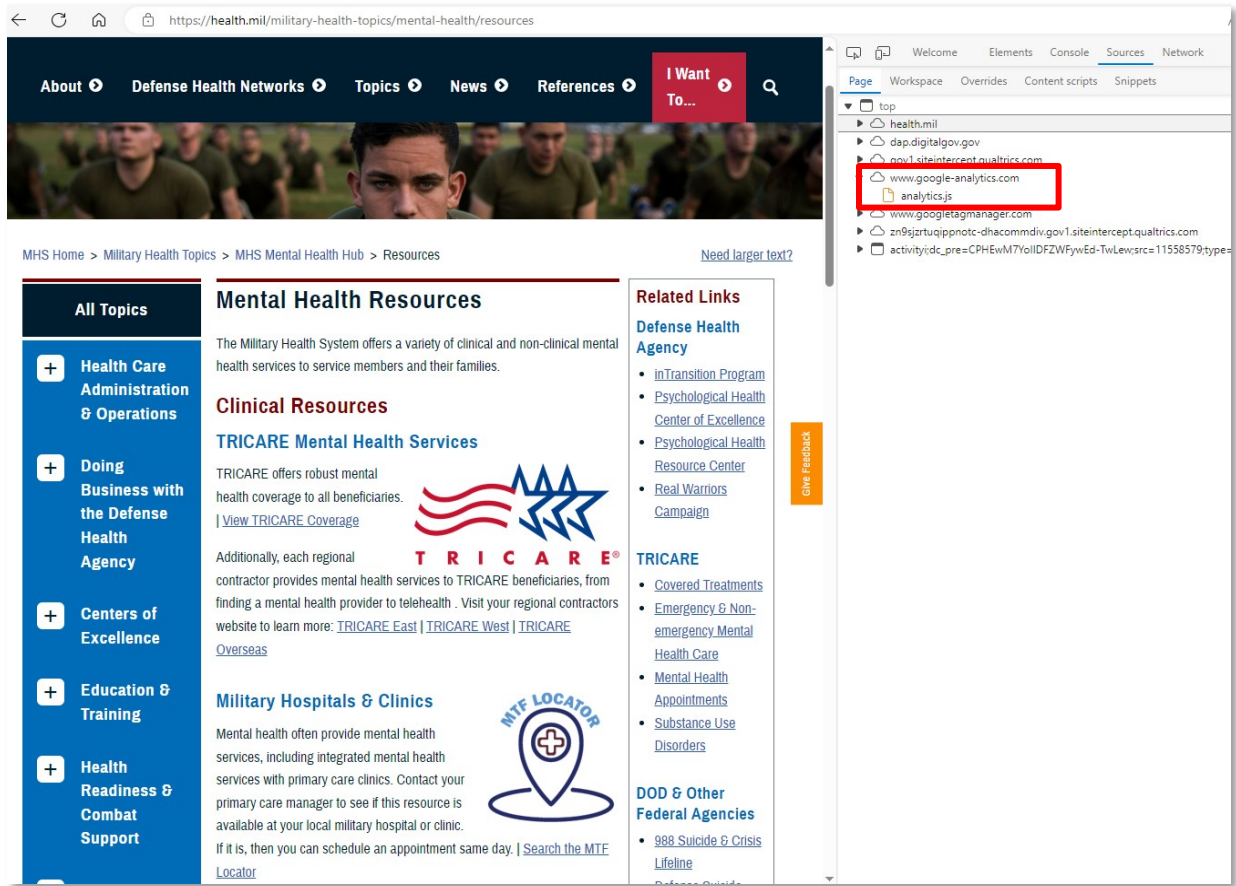 https://health.mil/military-health-topics/mental-health/resources
About
Defense Health Networks
Topics
News
References
I Want
To...
MHS Home > Military Health Topics > MHS Mental Health Hub > Resources
Need larger text?
All Topics
Health Care
Administration
& Operations
Doing
Business with
the Defense
Health
Agency
Centers of
Excellence
Education &
Training
Health
Readiness &
Combat
Support
Mental Health Resources
The Military Health System offers a variety of clinical and non-clinical mental
health services to service members and their families.
Clinical Resources
TRICARE Mental Health Services
TRICARE offers robust mental
health coverage to all beneficiaries.
| View TRICARE Coverage
TRICARE®
Additionally, each regional
contractor provides mental health services to TRICARE beneficiaries, from
finding a mental health provider to telehealth . Visit your regional contractors
website to learn more: TRICARE East | TRICARE West | TRICARE
Overseas
Military Hospitals & Clinics
MTF LOCATOR
Mental health often provide mental health
services, including integrated mental health
services with primary care clinics. Contact your
primary care manager to see if this resource is
available at your local military hospital or clinic.
If it is, then you can schedule an appointment same day. | Search the MTF
Locator
Related Links
Defense Health
Agency
inTransition Program
Psychological Health
Center of Excellence
Psychological Health
Resource Center
Real Warriors
Campaign
TRICARE
Covered Treatments
Emergency & Non-
emergency Mental
Health Care
Mental Health
Appointments
Substance Use
Disorders
DOD & Other
Federal Agencies
988 Suicide & Crisis
Lifeline
Defense Suicide
Give Feedback
Welcome Elements Console Sources Network
Page Workspace Overrides Content scripts Snippets
top
health.mil
dap.digitalgov.gov
gov1.siteintercept.qualtrics.com
www.google-analytics.com
analytics.js
www.googletagmanager.com
zn9sjzrtuqippnotc-dhacommdiv.gov1.siteintercept.qualtrics.com